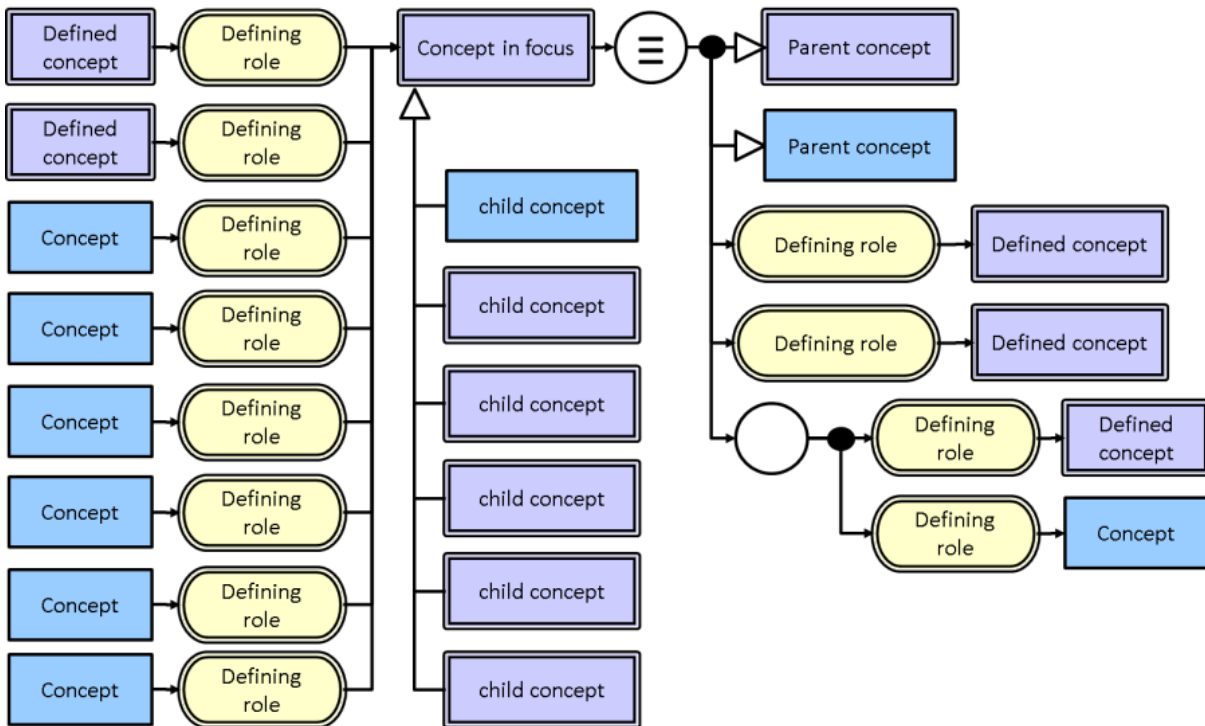 Defined
concept
Defining
role
Concept in focus
Parent concept
Defined
concept
Defining
role
Parent concept
child concept
Concept
Defining
role
Defining role
Defined concept
child concept
Concept
Defining
role
Defining role
Defined concept
child concept
Concept
Defining
role
Defining
role
Defined
concept
child concept
Concept
Defining
role
Defining
role
Concept
child concept
Concept
Defining
role
child concept
Concept
Defining
role